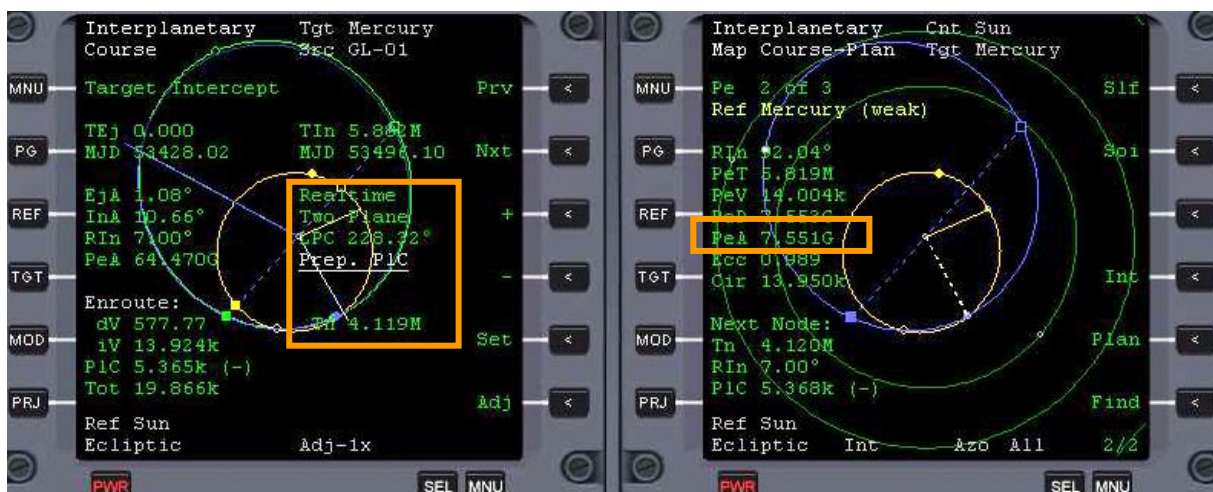 Interplanetary Tgt Mercury
Course Src GL-01
MNU Target Intercept Prv <
TEj 0.000 TIn 5.882M
PG MJD 53428.02 MJD 53496.10 Nxt <
EjA 1.08° Realtime
REF InA 10.66° Two Plane + <
RIn 7.00° LPC 228.32°
PeA 64.470G Prep. PlC
TGT - <
Enroute:
dV 577.77 Tn 4.119M
MOD iV 13.924k Set <
PlC 5.365k (-)
Tot 19.866k
PRJ Adj <
Ref Sun
Ecliptic Adj-1x
PWR SEL MNU
Interplanetary Cnt Sun
Map Course-Plan Tgt Mercury
MNU Pe 2 of 3 Slf <
Ref Mercury (weak)
PG RIn 92.04° Soi <
PeT 5.819M
PeV 14.004k
REF PeD 7.553G <
PeA 7.551G
Ecc 0.989
TGT Cir 13.950k Int <
Next Node:
MOD Tn 4.120M Plan <
RIn 7.00°
PlC 5.368k (-)
PRJ Find <
Ref Sun
Ecliptic Int Azo All 2/2
PWR SEL MNU